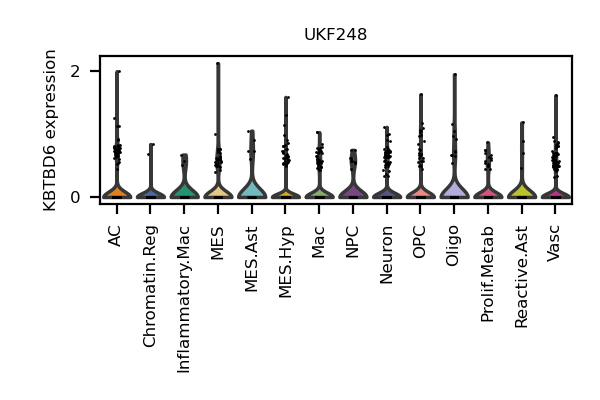 UKF248
KBTBD6 expression
2
0
AC
Chromatin.Reg
Inflammatory.Mac
MES
MES.Ast
MES.Hyp
Mac
NPC
Neuron
OPC
Oligo
Prolif.Metab
Reactive.Ast
Vasc